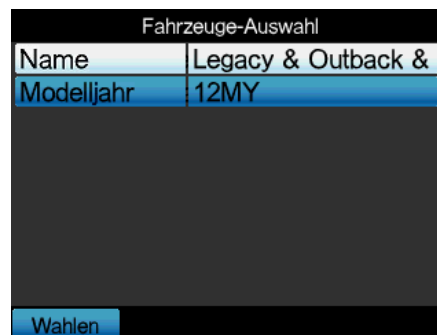 Fahrzeuge-Auswahl
Name Legacy & Outback &
Modelljahr 12MY
Wahlen